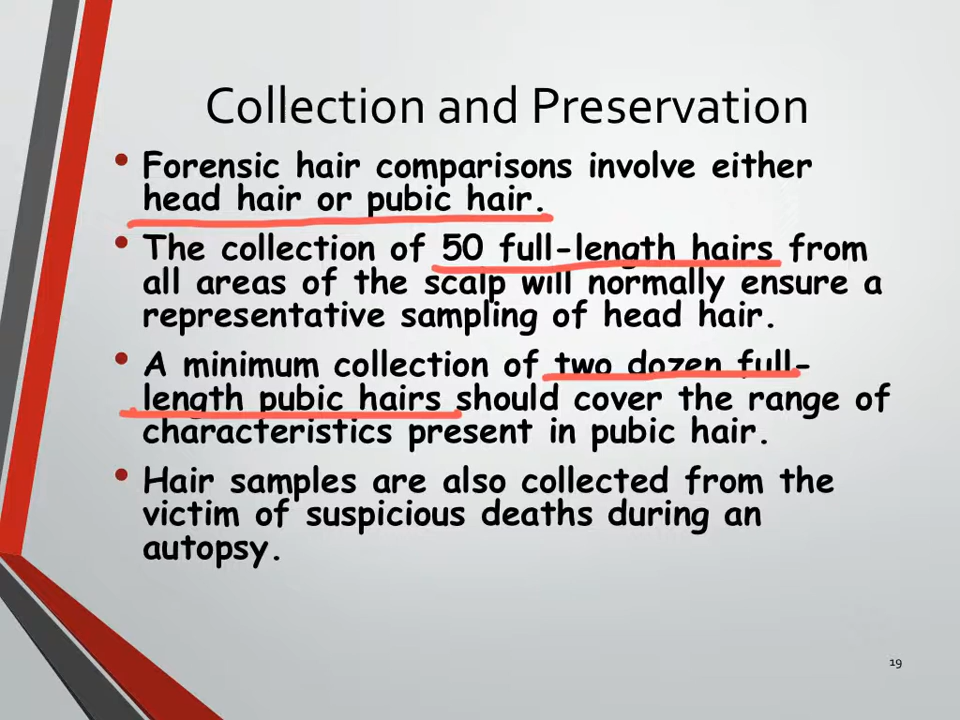 Collection and Preservation
• Forensic hair comparisons involve either
head hair or pubic hair.
• The collection of 50 full-length hairs from
all areas of the scalp will normally ensure a
representative sampling of head hair.
• A minimum collection of two dozen full-
length pubic hairs should cover the range of
characteristics present in pubic hair.
• Hair samples are also collected from the
victim of suspicious deaths during an
autopsy.
19